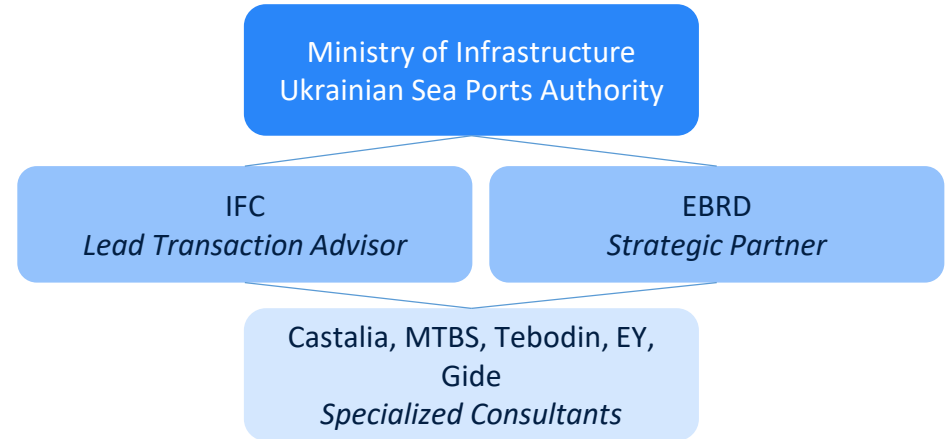 Ministry of Infrastructure
Ukrainian Sea Ports Authority
IFC
Lead Transaction Advisor
EBRD
Strategic Partner
Castalia, MTBS, Tebodin, EY,
Gide
Specialized Consultants